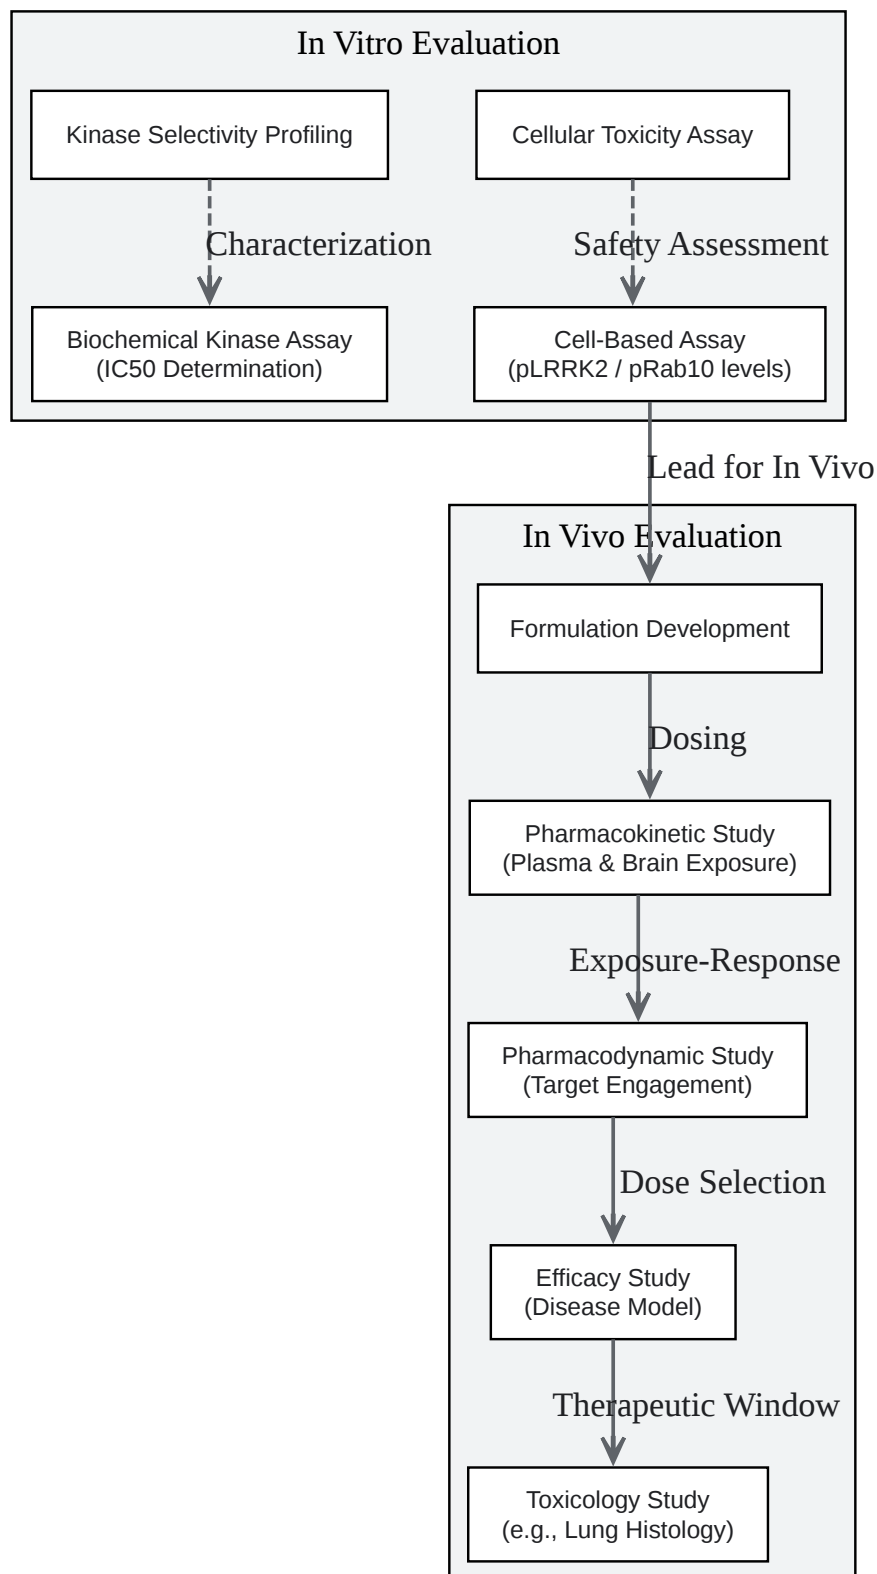 In Vitro Evaluation
Kinase Selectivity Profiling
Cellular Toxicity Assay
Characterization
Safety Assessment
Biochemical Kinase Assay
(IC50 Determination)
Cell-Based Assay
(pLRRK2 / pRab10 levels)
Lead for In Vivo
In Vivo Evaluation
Formulation Development
Dosing
Pharmacokinetic Study
(Plasma & Brain Exposure)
Exposure-Response
Pharmacodynamic Study
(Target Engagement)
Dose Selection
Efficacy Study
(Disease Model)
Therapeutic Window
Toxicology Study
(e.g., Lung Histology)